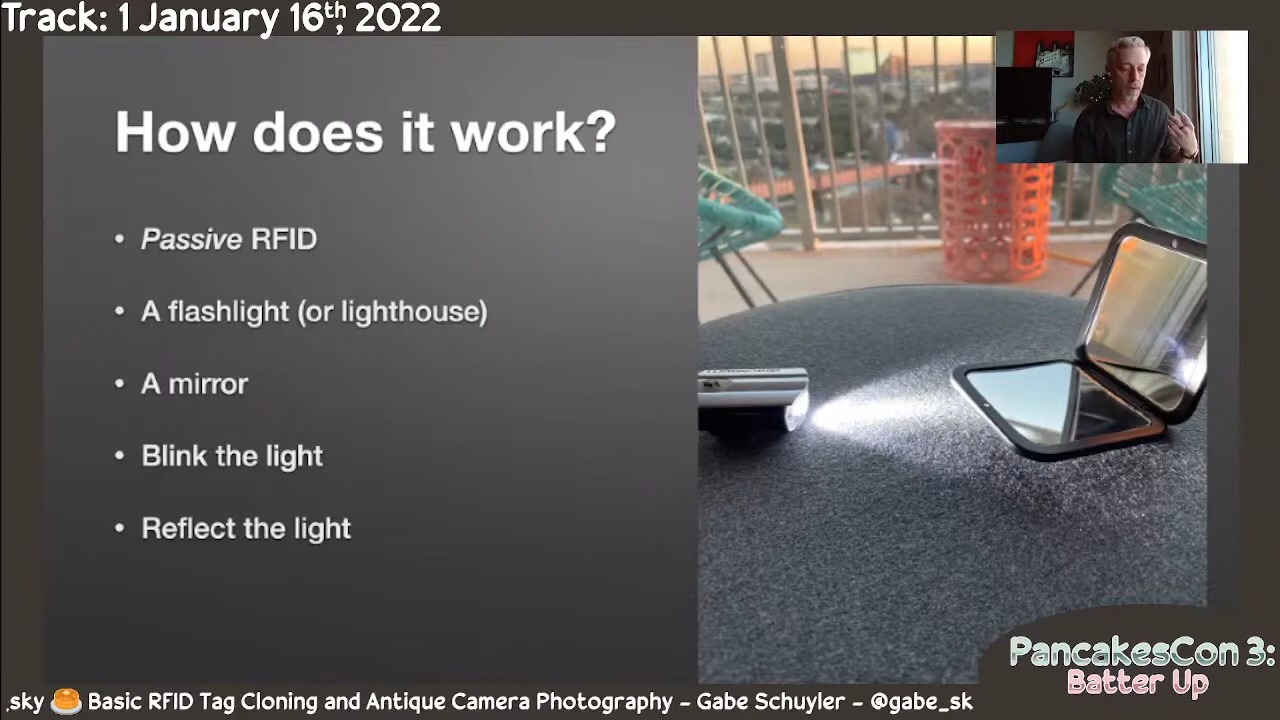 Track: 1 January 16th, 2022
How does it work?
• Passive RFID
• A flashlight (or lighthouse)
• A mirror
• Blink the light
• Reflect the light
PancakesCon 3:
Batter Up
.sky 🥞 Basic RFID Tag Cloning and Antique Camera Photography - Gabe Schuyler - @gabe_sk